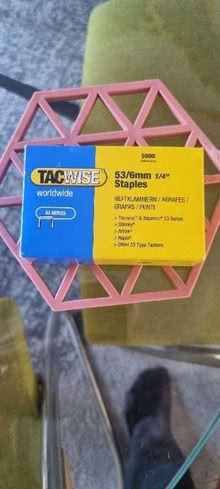 5000
TACWISE
worldwide
53 SERIES
53/6mm 1/4"
Staples
HEFTKLAMMERN / AGRAFES /
GRAPAS / PUNTI
> Tacwise® & Rapesco® 53 Series
> Stanley®
> Arrow®
> Rapid®
> Other 53 Type Tackers